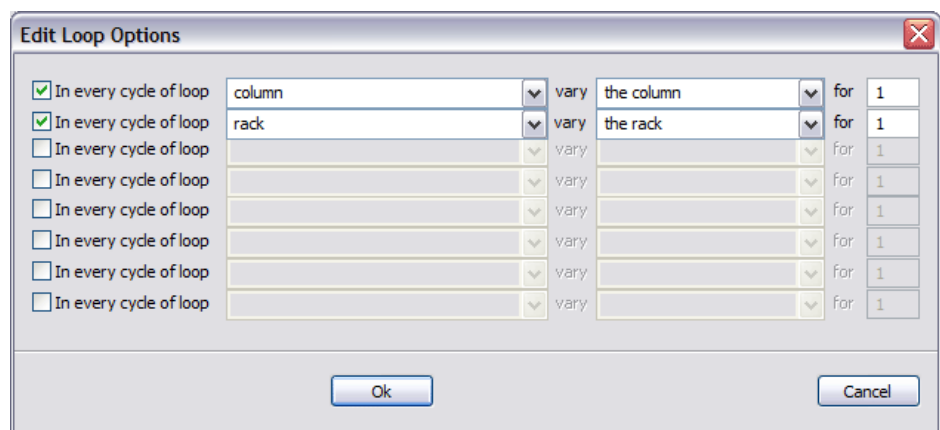 Edit Loop Options
In every cycle of loop column vary the column for 1
In every cycle of loop rack vary the rack for 1
In every cycle of loop vary for 1
In every cycle of loop vary for 1
In every cycle of loop vary for 1
In every cycle of loop vary for 1
In every cycle of loop vary for 1
In every cycle of loop vary for 1
Ok Cancel